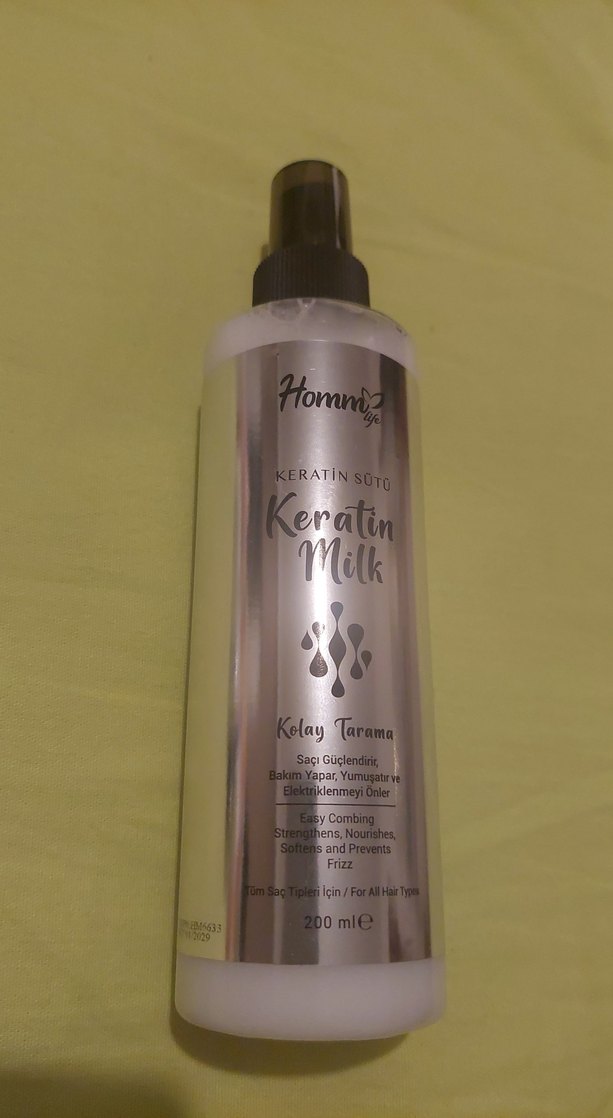 Homm
life
KERATİN SÜTÜ
Keratin
Milk
Kolay Tarama
Saçı Güçlendirir,
Bakım Yapar, Yumuşatır ve
Elektriklenmeyi Önler
Easy Combing
Strengthens, Nourishes,
Softens and Prevents
Frizz
Tüm Saç Tipleri İçin / For All Hair Types
200 ml℮
2029